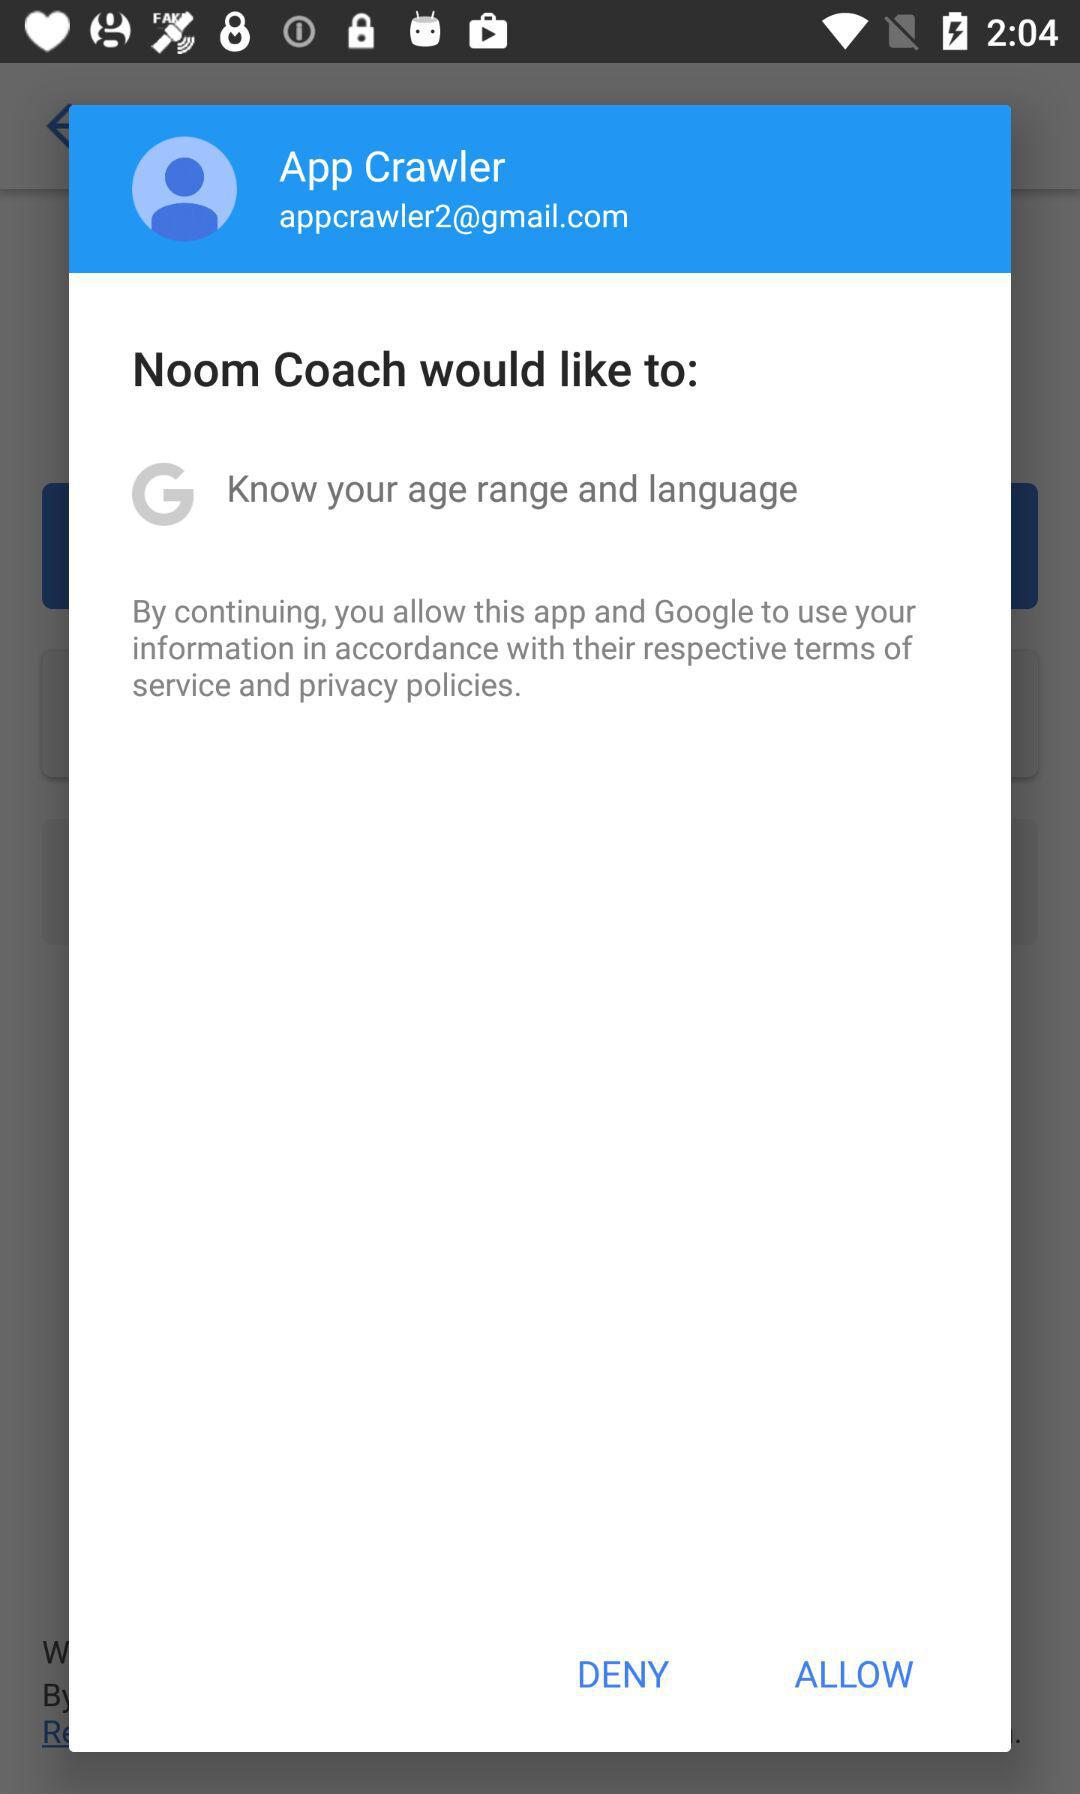 FAKE
2:04
App Crawler
appcrawler2@gmail.com
Noom Coach would like to:
Know your age range and language
By continuing, you allow this app and Google to use your
information in accordance with their respective terms of
service and privacy policies.
DENY ALLOW